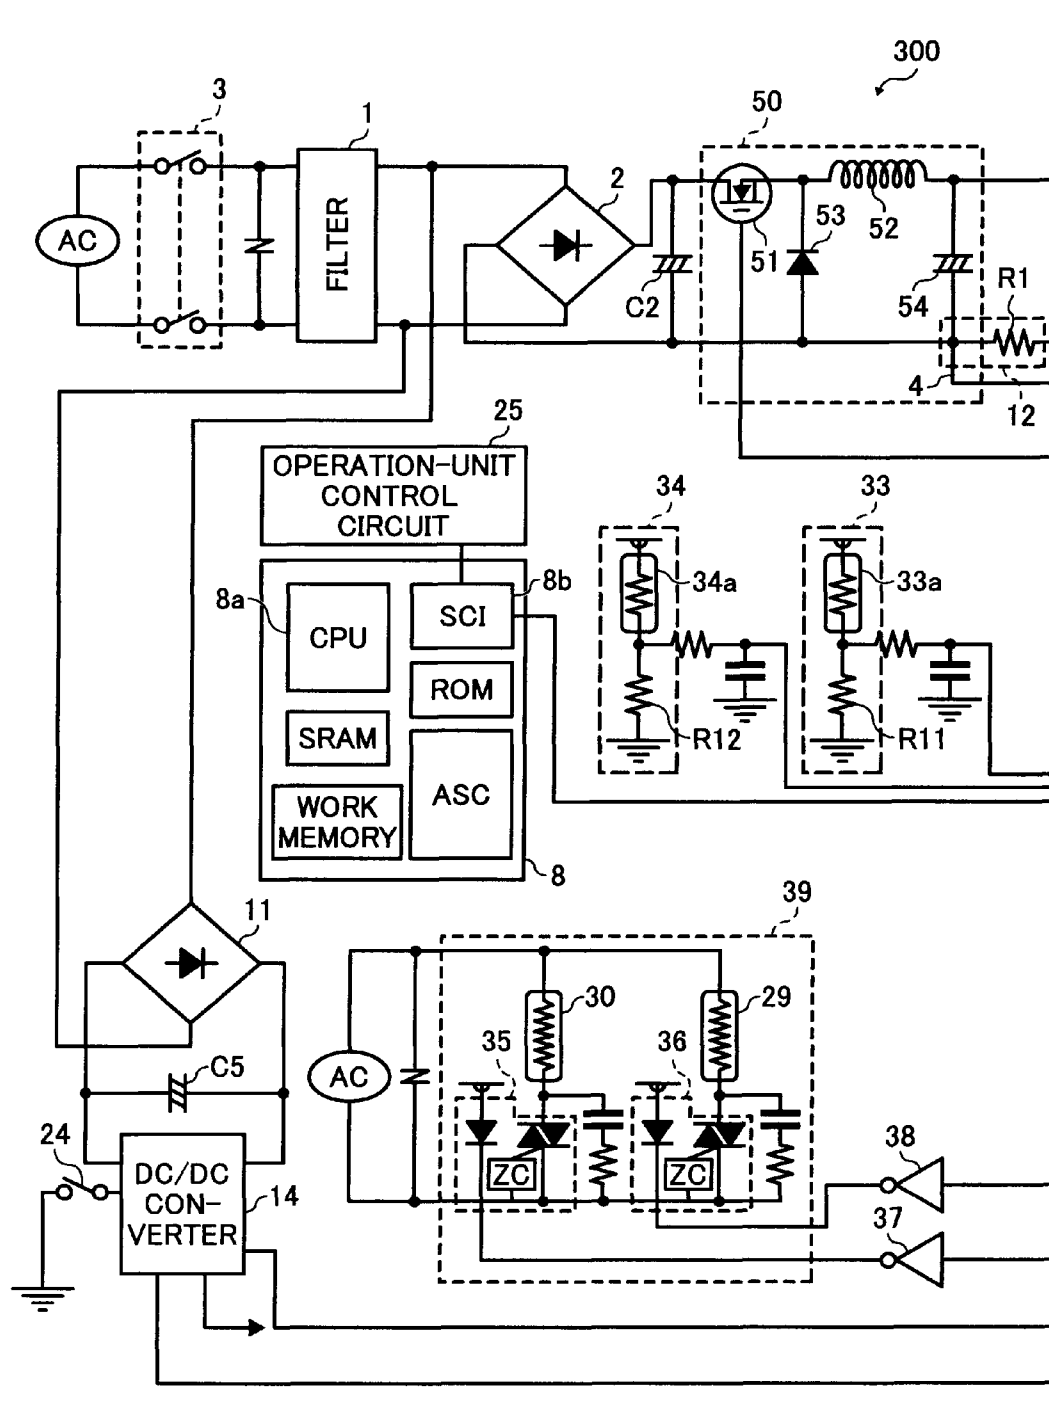 300
3
1
50
2
AC
FILTER
C2
51
53
52
54
R1
4
12
25
OPERATION-UNIT
CONTROL
CIRCUIT
34
33
8a
8b
CPU
SCI
34a
33a
ROM
SRAM
R12
R11
ASC
WORK
MEMORY
8
11
39
30
29
35
36
C5
AC
24
DC/DC
CON-
VERTER
14
ZC
ZC
38
37